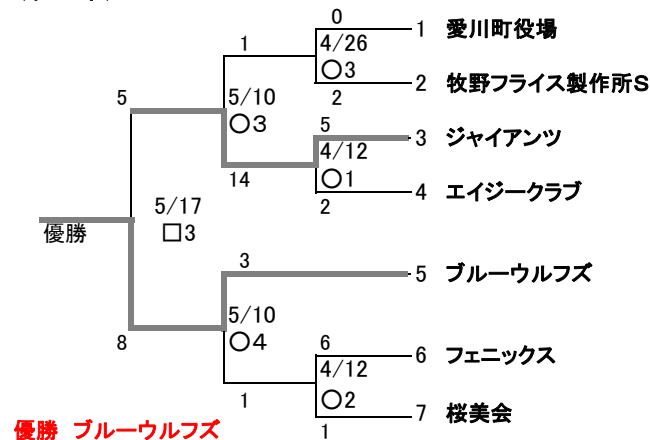 0
1 愛川町役場
1
4/26
○3
5
5/10
2
2 牧野フライス製作所S
○3
5
3 ジャイアンツ
4/12
14
○1
2
4 エイジークラブ
5/17
優勝
□3
3
5 ブルーウルフズ
5/10
8
○4
6
6 フェニックス
4/12
1
○2
7 桜美会
優勝 ブルーウルフズ
1